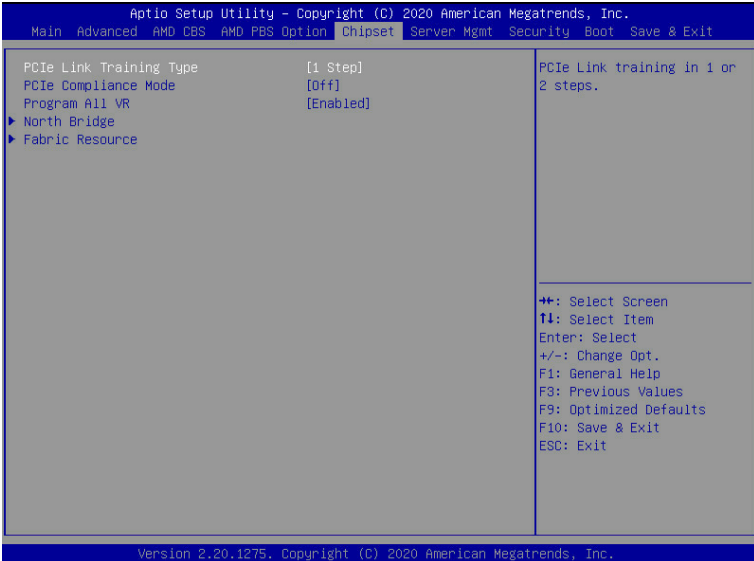 Aptio Setup Utility – Copyright (C) 2020 American Megatrends, Inc.
Main Advanced AMD CBS AMD PBS Option Chipset Server Mgmt Security Boot Save & Exit
PCIe Link Training Type [1 Step]
PCIe Compliance Mode [Off]
Program All VR [Enabled]
North Bridge
Fabric Resource
PCIe Link training in 1 or
2 steps.
→←: Select Screen
↑↓: Select Item
Enter: Select
+/-: Change Opt.
F1: General Help
F3: Previous Values
F9: Optimized Defaults
F10: Save & Exit
ESC: Exit
Version 2.20.1275. Copyright (C) 2020 American Megatrends, Inc.